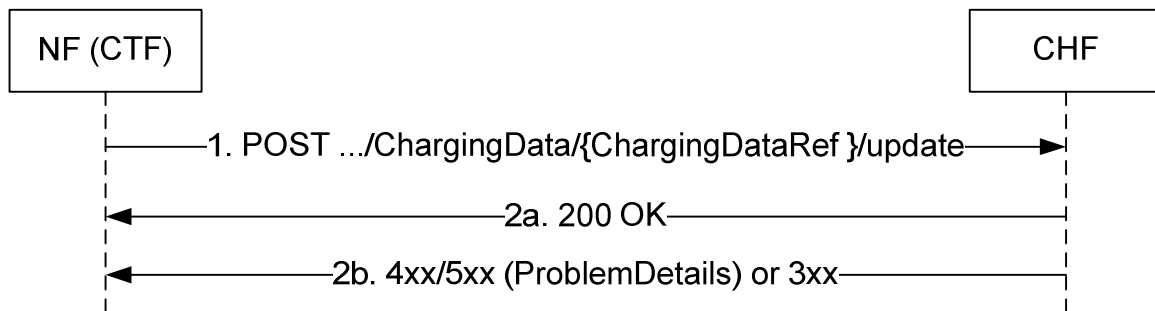 NF (CTF)
CHF
1. POST .../ChargingData/{ChargingDataRef }/update
2a. 200 OK
2b. 4xx/5xx (ProblemDetails) or 3xx